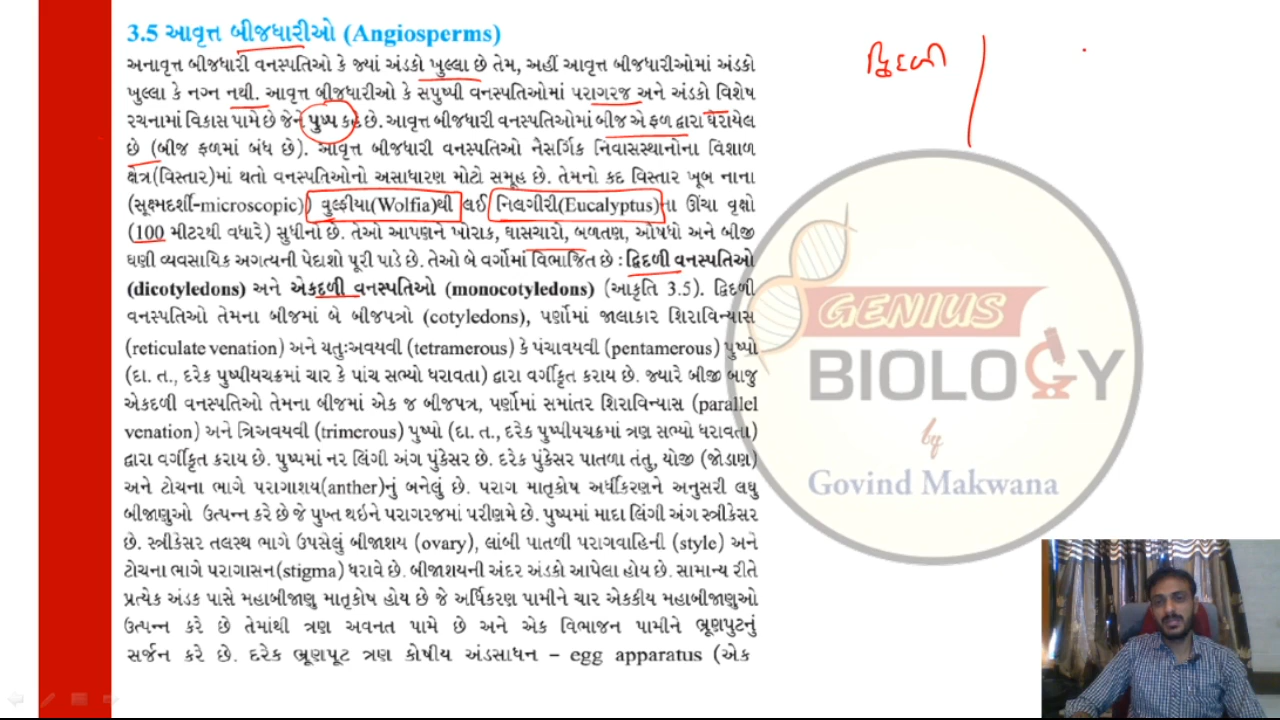 3.5 આવૃત્ત બીજધારીઓ (Angiosperms)
અનાવૃત્ત બીજધારી વનસ્પતિઓ કે જ્યાં અંડકો ખુલ્લા છે તેમ, અહીં આવૃત્ત બીજધારીઓમાં અંડકો
ખુલ્લા કે નગ્ન નથી. આવૃત્ત બીજધારીઓ કે સપુષ્પી વનસ્પતિઓમાં પરાગરજ અને અંડકો વિશેષ
રચનામાં વિકાસ પામે છે જેને પુષ્પ કહે છે. આવૃત્ત બીજધારી વનસ્પતિઓમાં બીજ એ ફળ દ્વારા ઘેરાયેલ
છે (બીજ ફળમાં બંધ છે). આવૃત્ત બીજધારી વનસ્પતિઓ નૈસર્ગિક નિવાસસ્થાનોના વિશાળ
ક્ષેત્ર(વિસ્તાર)માં થતો વનસ્પતિઓનો અસાધારણ મોટો સમૂહ છે. તેમનો કદ વિસ્તાર ખૂબ નાના
(સૂક્ષ્મદર્શી-microscopic) વુલ્ફીયા(Wolfia)થી લઈ નિલગીરી(Eucalyptus)ના ઊંચા વૃક્ષો
(100 મીટરથી વધારે) સુધીનો છે. તેઓ આપણને ખોરાક, ઘાસચારો, બળતણ, ઔષધો અને બીજી
ઘણી વ્યવસાયિક અગત્યની પેદાશો પૂરી પાડે છે. તેઓ બે વર્ગોમાં વિભાજિત છે : દ્વિદળી વનસ્પતિઓ
(dicotyledons) અને એકદળી વનસ્પતિઓ (monocotyledons) (આકૃતિ 3.5). દ્વિદળી
વનસ્પતિઓ તેમના બીજમાં બે બીજપત્રો (cotyledons), પર્ણોમાં જાલાકાર શિરાવિન્યાસ
(reticulate venation) અને ચતુઃઅવયવી (tetramerous) કે પંચાવયવી (pentamerous) પુષ્પો
(દા. ત., દરેક પુષ્પીયચક્રમાં ચાર કે પાંચ સભ્યો ધરાવતા) દ્વારા વર્ગીકૃત કરાય છે. જ્યારે બીજી બાજુ
એકદળી વનસ્પતિઓ તેમના બીજમાં એક જ બીજપત્ર, પર્ણોમાં સમાંતર શિરાવિન્યાસ (parallel
venation) અને ત્રિઅવયવી (trimerous) પુષ્પો (દા. ત., દરેક પુષ્પીયચક્રમાં ત્રણ સભ્યો ધરાવતા)
દ્વારા વર્ગીકૃત કરાય છે. પુષ્પમાં નર લિંગી અંગ પુંકેસર છે. દરેક પુંકેસર પાતળા તંતુ, યોજી (જોડાણ)
અને ટોચના ભાગે પરાગાશય(anther)નું બનેલું છે. પરાગ માતૃકોષ અર્ધીકરણને અનુસરી લઘુ
બીજાણુઓ ઉત્પન્ન કરે છે જે પુખ્ત થઇને પરાગરજમાં પરીણમે છે. પુષ્પમાં માદા લિંગી અંગ સ્ત્રીકેસર
છે. સ્ત્રીકેસર તલસ્થ ભાગે ઉપસેલું બીજાશય (ovary), લાંબી પાતળી પરાગવાહિની (style) અને
ટોચના ભાગે પરાગાસન(stigma) ધરાવે છે. બીજાશયની અંદર અંડકો આપેલા હોય છે. સામાન્ય રીતે
પ્રત્યેક અંડક પાસે મહાબીજાણુ માતૃકોષ હોય છે જે અર્ધિકરણ પામીને ચાર એકકીય મહાબીજાણુઓ
ઉત્પન્ન કરે છે તેમાંથી ત્રણ અવનત પામે છે અને એક વિભાજન પામીને ભ્રૂણપુટનું
સર્જન કરે છે. દરેક ભ્રૂણપૂટ ત્રણ કોષીય અંડસાધન – egg apparatus (એક
દ્વિદળી
GENIUS
BIOLOGY
by
Govind Makwana